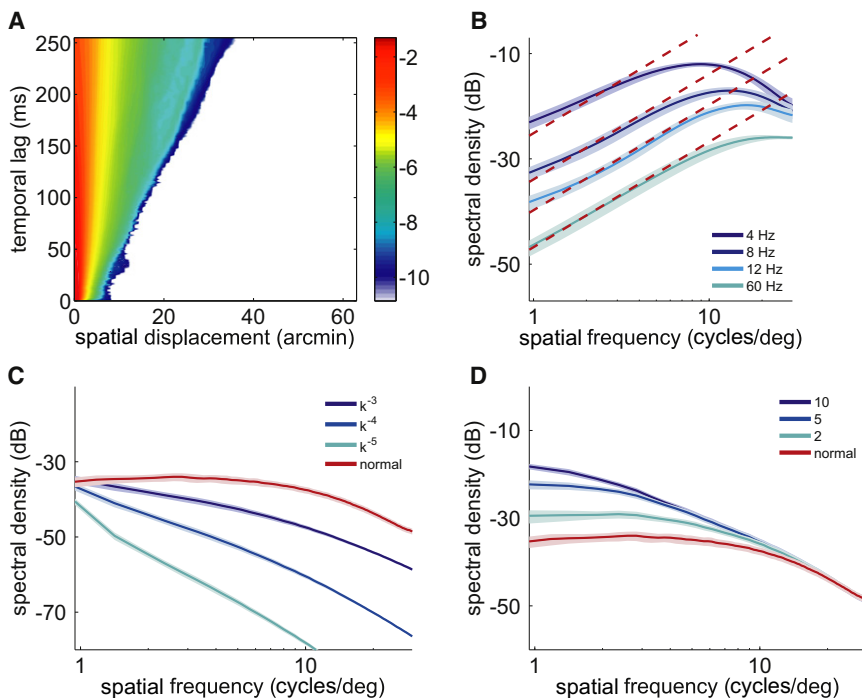 A
250
200
150
100
50
0
temporal lag (ms)
0 20 40 60
spatial displacement (arcmin)
-2
-4
-6
-8
-10
B
-10
-30
-50
spectral density (dB)
4 Hz
8 Hz
12 Hz
60 Hz
1 10
spatial frequency (cycles/deg)
C
-30
-50
-70
spectral density (dB)
k-3
k-4
k-5
normal
1 10
spatial frequency (cycles/deg)
D
-10
-30
-50
spectral density (dB)
10
5
2
normal
1 10
spatial frequency (cycles/deg)